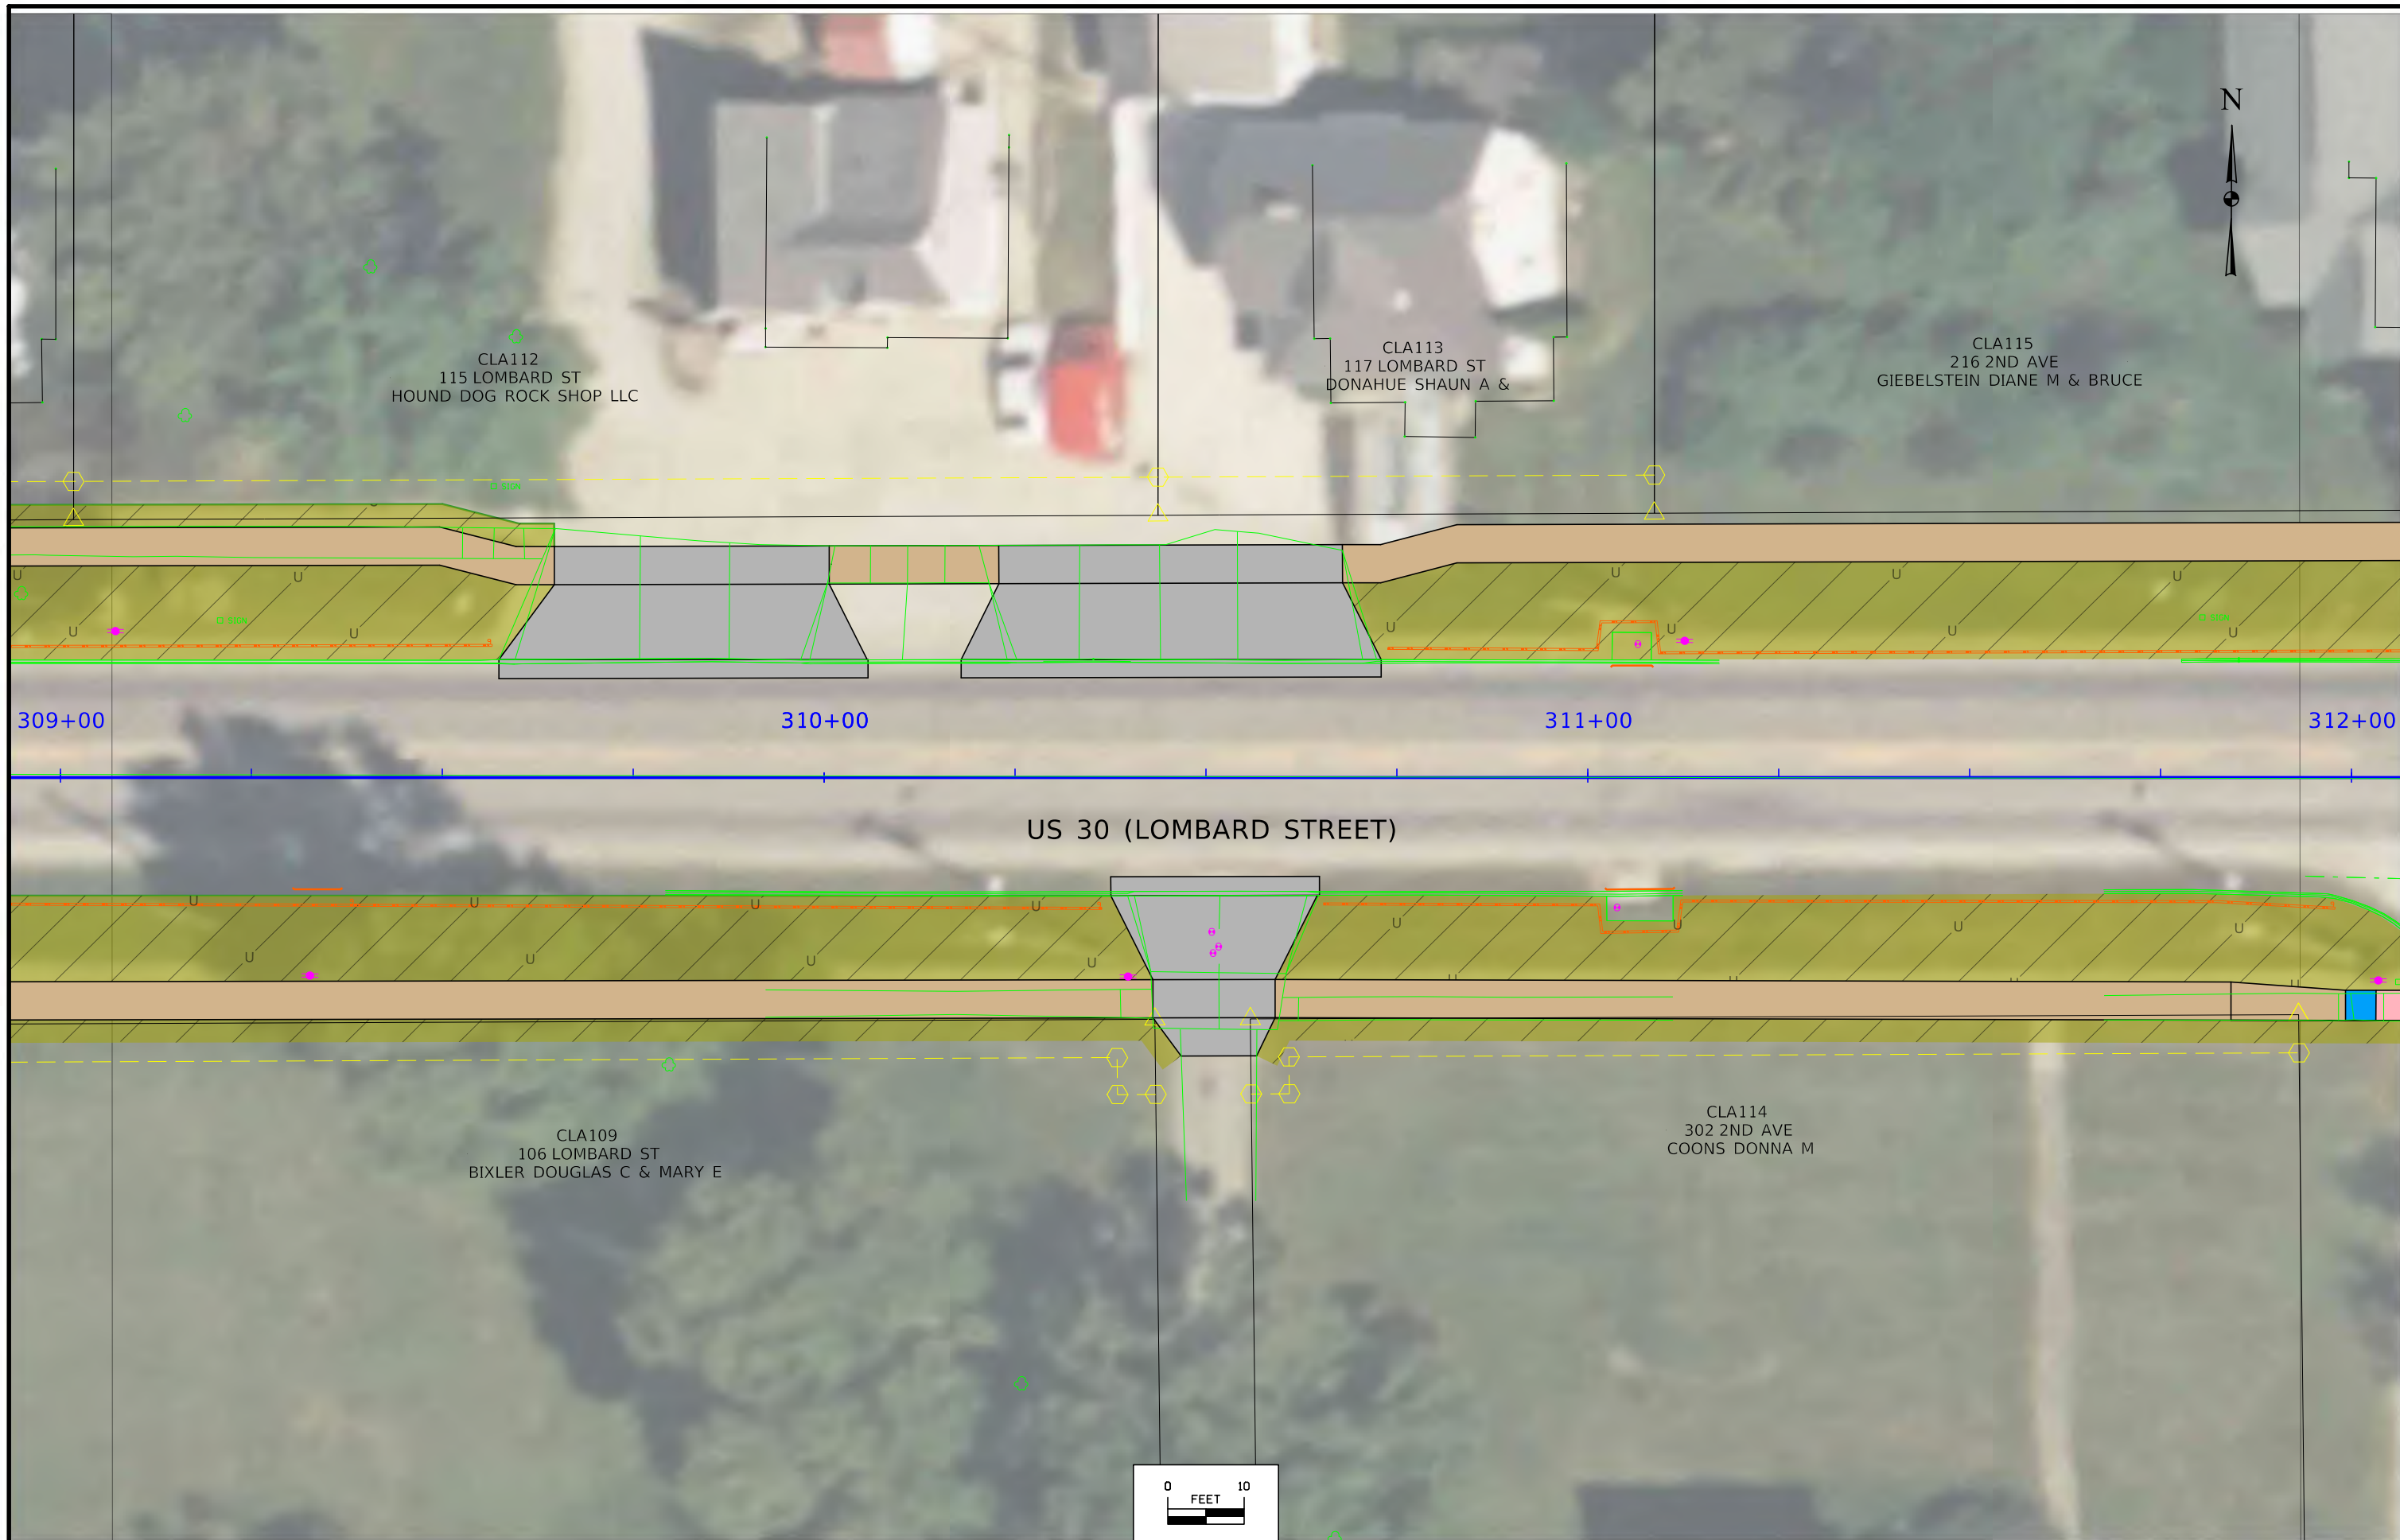 N
CLA112
115 LOMBARD ST
HOUND DOG ROCK SHOP LLC
CLA113
117 LOMBARD ST
DONAHUE SHAUN A &
CLA115
216 2ND AVE
GIEBELSTEIN DIANE M & BRUCE
U
U
U
U
U
U
U
U
U
U
U
U
309+00
310+00
311+00
312+00
US 30 (LOMBARD STREET)
U
U
U
U
U
U
U
U
U
U
U
U
CLA109
106 LOMBARD ST
BIXLER DOUGLAS C & MARY E
CLA114
302 2ND AVE
COONS DONNA M
0 10
FEET